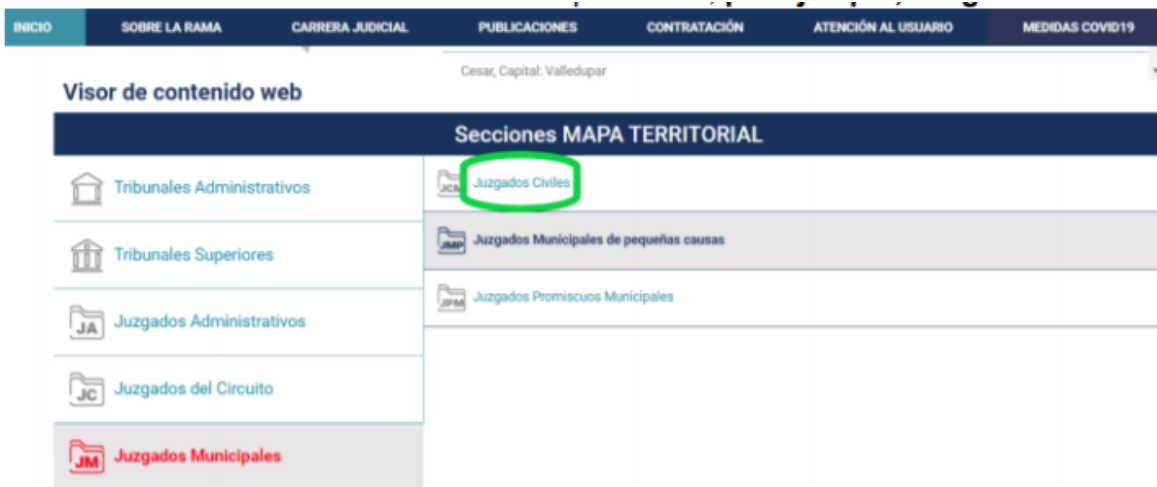 INICIO SOBRE LA RAMA CARRERA JUDICIAL PUBLICACIONES CONTRATACIÓN ATENCIÓN AL USUARIO MEDIDAS COVID19
Cesar, Capital: Valledupar
Visor de contenido web
Secciones MAPA TERRITORIAL
Tribunales Administrativos
Tribunales Superiores
JA Juzgados Administrativos
JC Juzgados del Circuito
JM Juzgados Municipales
JCM Juzgados Civiles
JMP Juzgados Municipales de pequeñas causas
JPM Juzgados Promiscuos Municipales